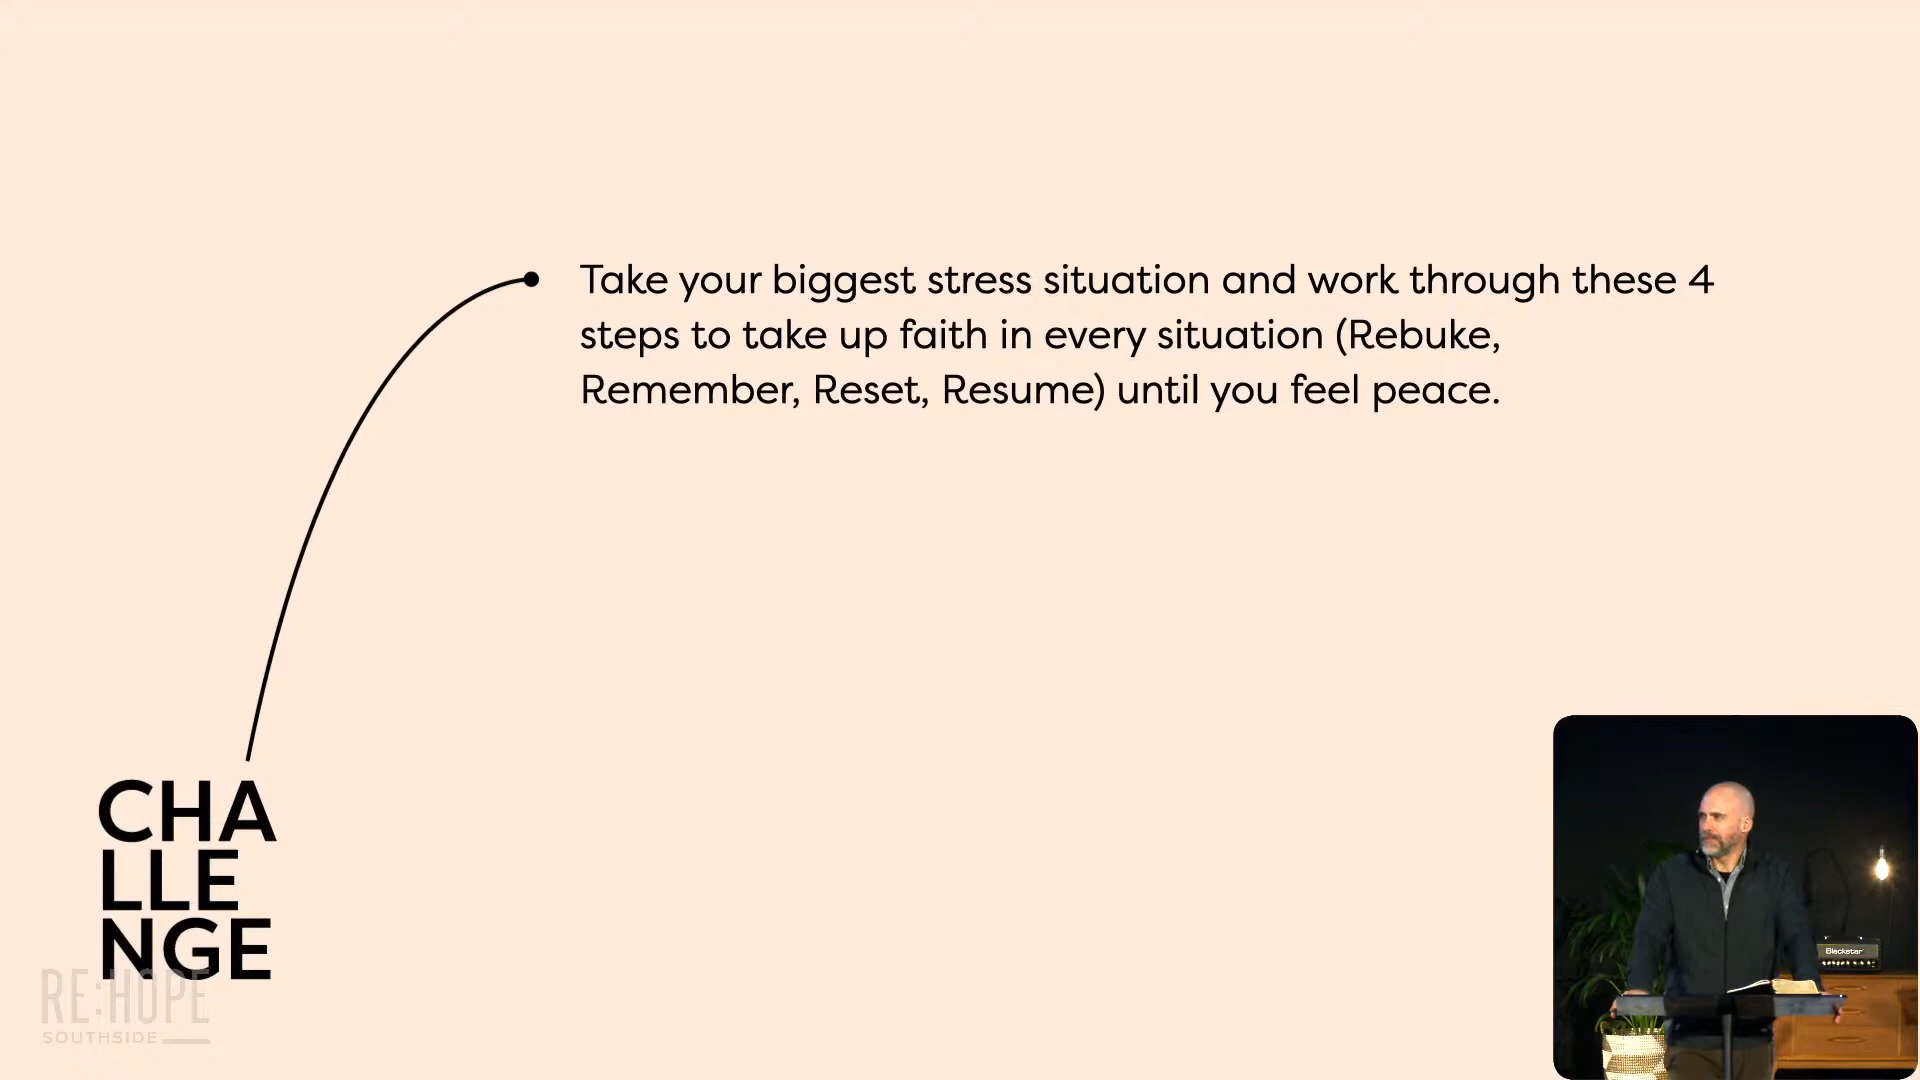 Take your biggest stress situation and work through these 4
steps to take up faith in every situation (Rebuke,
Remember, Reset, Resume) until you feel peace.
CHA
LLE
NGE
RE:HOPE
SOUTHSIDE
Blackstar